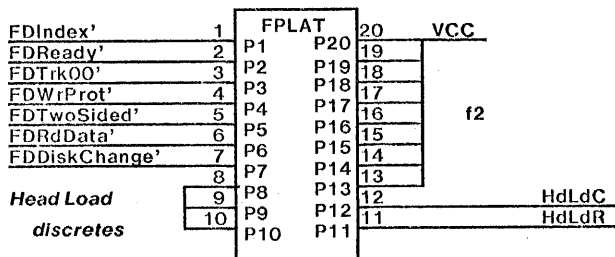 FPLAT
FDIndex' 1 P1 P20 20 VCC
FDReady' 2 P2 P19 19
FDTrk00' 3 P3 P18 18
FDWrProt' 4 P4 P17 17
FDTwoSided' 5 P5 P16 16
FDRdData' 6 P6 P15 15
FDDiskChange' 7 P7 P14 14
8 P8 P13 13
9 P9 P12 12 HdLdC
10 P10 P11 11 HdLdR
f2
Head Load
discretes